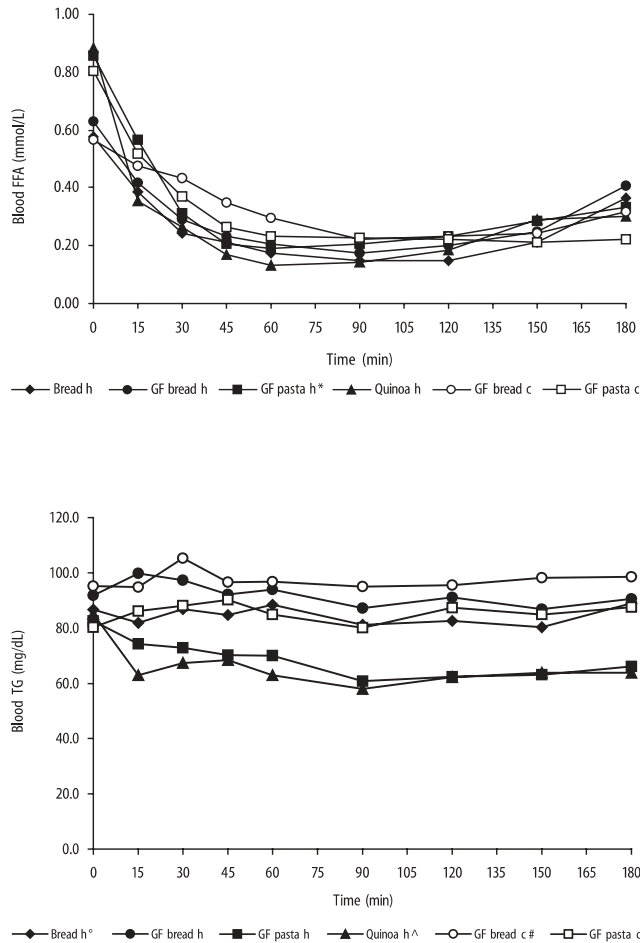 1.00
0.80
0.60
0.40
0.20
0.00
Blood FFA (mmol/L)
0 15 30 45 60 75 90 105 120 135 150 165 180
Time (min)
Bread h GF bread h GF pasta h* Quinoa h GF bread c GF pasta c
120.0
100.0
80.0
60.0
40.0
20.0
0.0
Blood TG (mg/dL)
0 15 30 45 60 75 90 105 120 135 150 165 180
Time (min)
Bread h° GF bread h GF pasta h Quinoa h^ GF bread c # GF pasta c